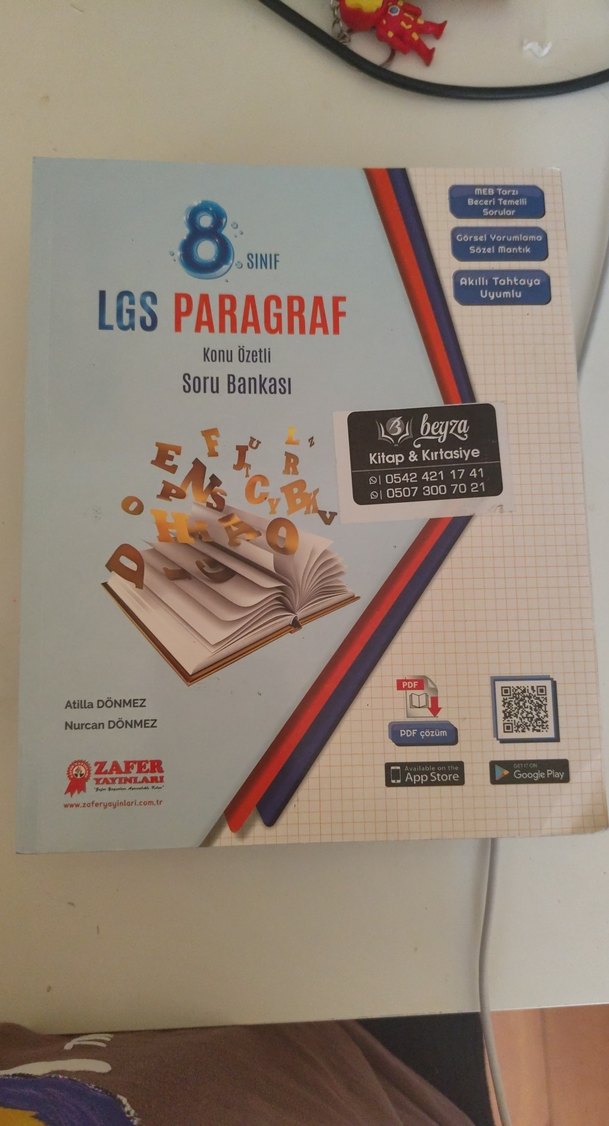 8. SINIF
LGS PARAGRAF
Konu Özetli
Soru Bankası
MEB Tarzı
Beceri Temelli
Sorular
Görsel Yorumlama
Sözel Mantık
Akıllı Tahtaya
Uyumlu
B beyza
Kitap & Kırtasiye
0542 421 17 41
0507 300 70 21
Atilla DÖNMEZ
Nurcan DÖNMEZ
ZAFER
YAYINLARI
www.zaferyayinlari.com.tr
PDF
PDF çözüm
Available on the
App Store
GET IT ON
Google Play